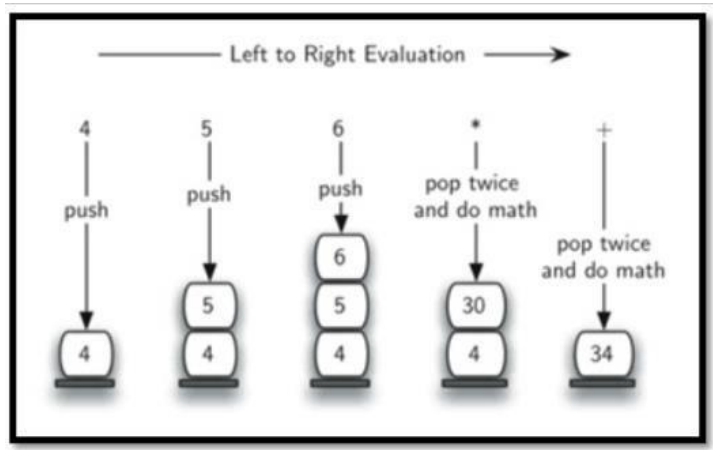 Left to Right Evaluation
4 5 6 * +
push
push
push
pop twice
and do math
pop twice
and do math
6
5 5 30
4 4 4 4 34